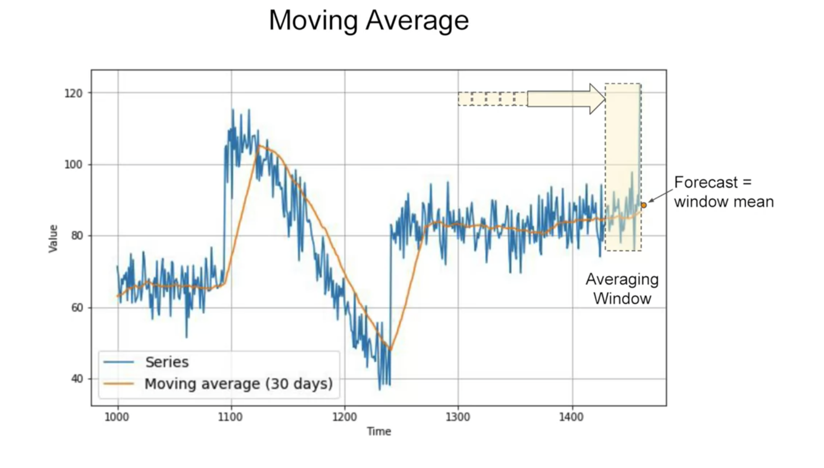 Moving Average
120
100
80
60
40
Value
Series
Moving average (30 days)
1000
1100
1200
1300
1400
Time
Forecast =
window mean
Averaging
Window